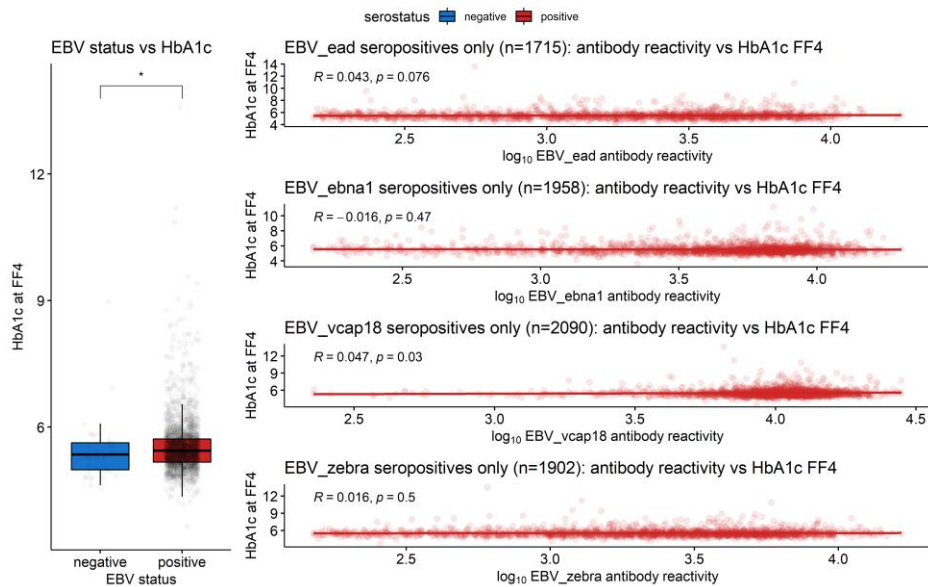 serostatus negative positive
EBV status vs HbA1c
*
12
9
6
HbA1c at FF4
negative positive
EBV status
EBV_ead seropositives only (n=1715): antibody reactivity vs HbA1c FF4
R = 0.043, p = 0.076
HbA1c at FF4
14
12
10
8
6
4
2.5 3.0 3.5 4.0
log10 EBV_ead antibody reactivity
EBV_ebna1 seropositives only (n=1958): antibody reactivity vs HbA1c FF4
R = −0.016, p = 0.47
HbA1c at FF4
10
8
6
4
2.5 3.0 3.5 4.0
log10 EBV_ebna1 antibody reactivity
EBV_vcap18 seropositives only (n=2090): antibody reactivity vs HbA1c FF4
R = 0.047, p = 0.03
HbA1c at FF4
12
9
6
2.5 3.0 3.5 4.0 4.5
log10 EBV_vcap18 antibody reactivity
EBV_zebra seropositives only (n=1902): antibody reactivity vs HbA1c FF4
R = 0.016, p = 0.5
HbA1c at FF4
12
9
6
2.5 3.0 3.5 4.0
log10 EBV_zebra antibody reactivity